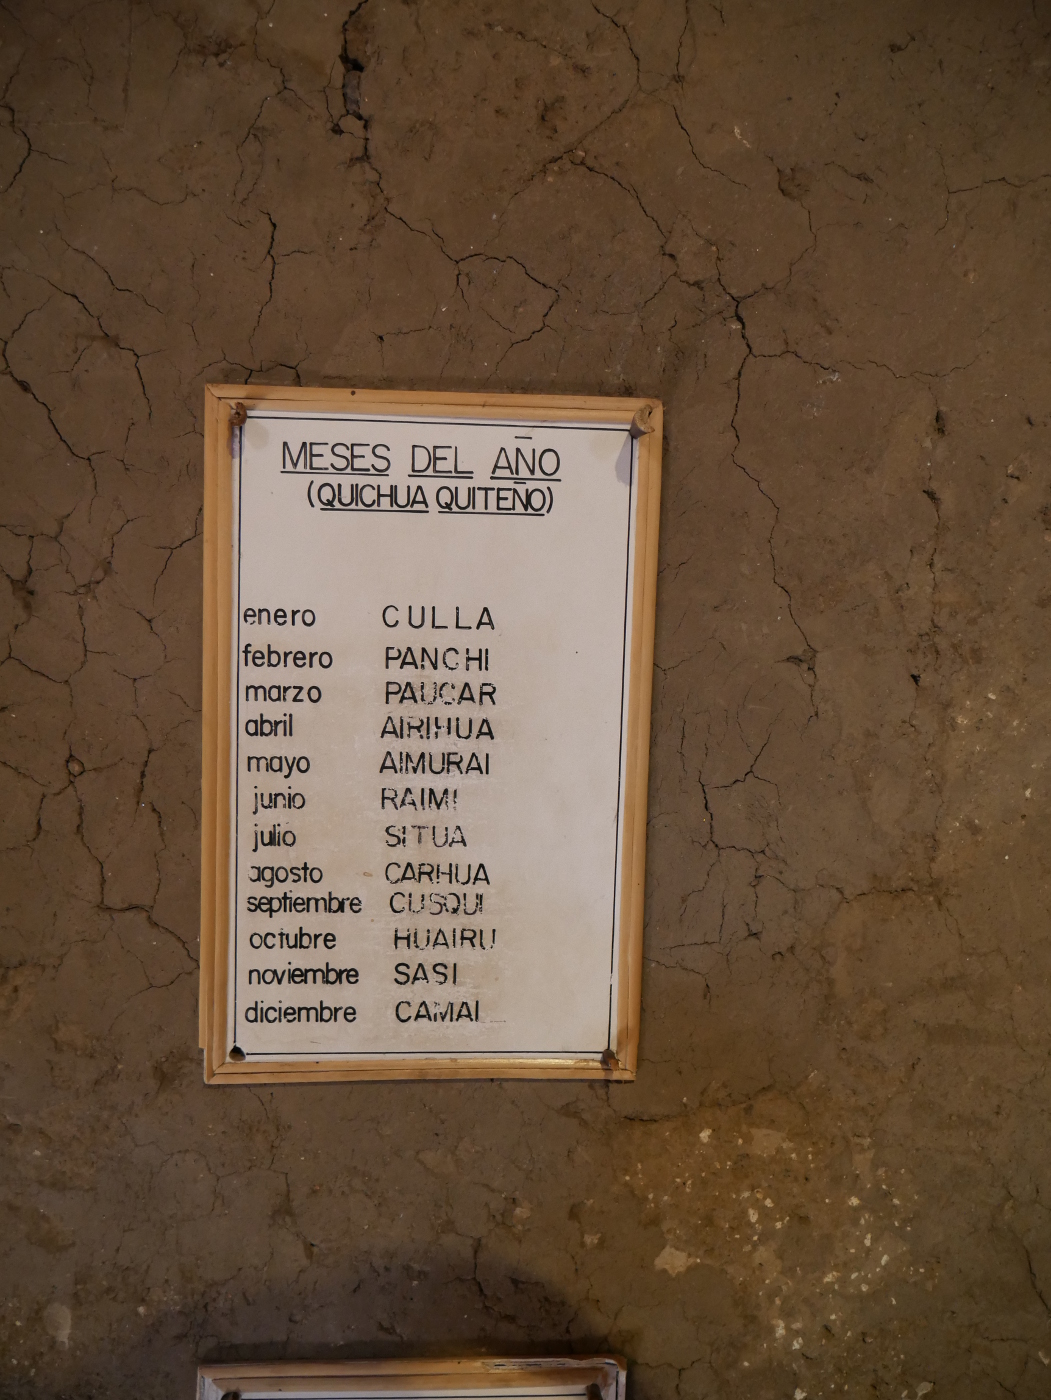 MESES DEL AÑO
(QUICHUA QUITEÑO)
enero CULLA
febrero PANCHI
marzo PAUCAR
abril AIRIHUA
mayo AIMURAI
junio RAIMI
julio SITUA
agosto CARHUA
septiembre CUSQUI
octubre HUAIRU
noviembre SASI
diciembre CAMAI